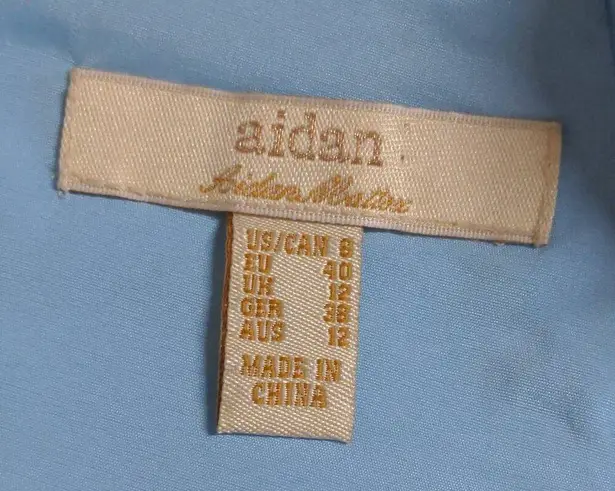 aidan
Aidan Mattox
US/CAN 8
EU 40
UK 12
GER 38
AUS 12
MADE IN
CHINA